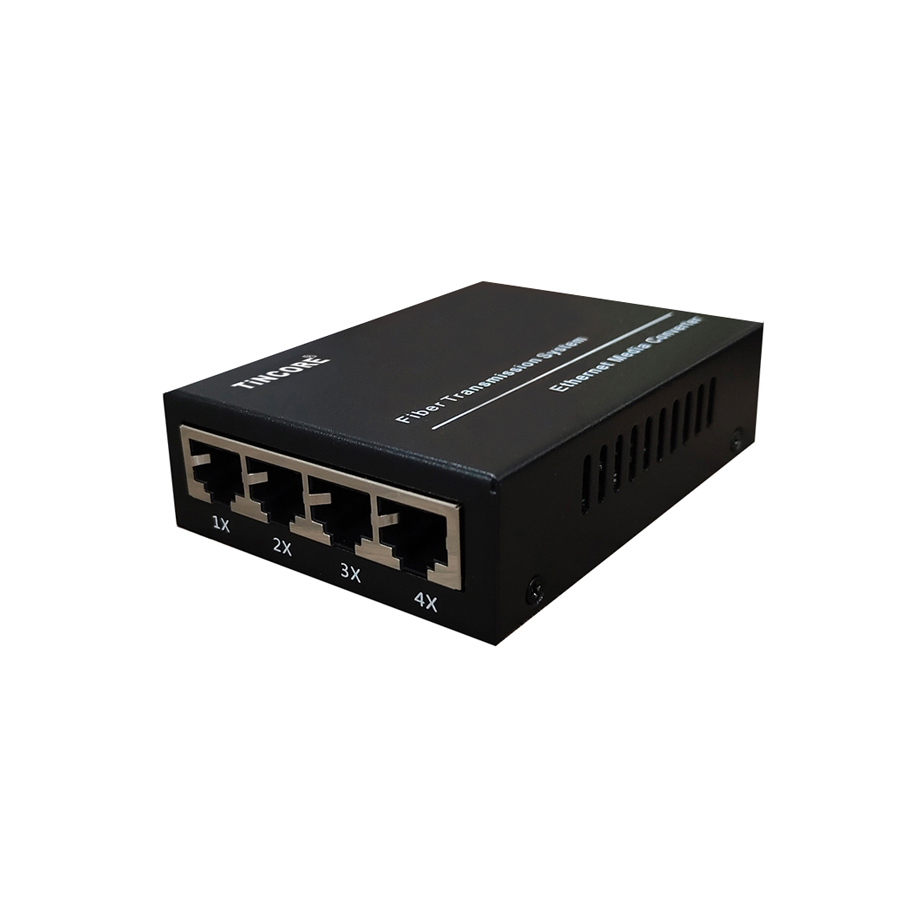 TiNCORE®
Fiber Transmission System
Ethernet Media Converter
1X
2X
3X
4X